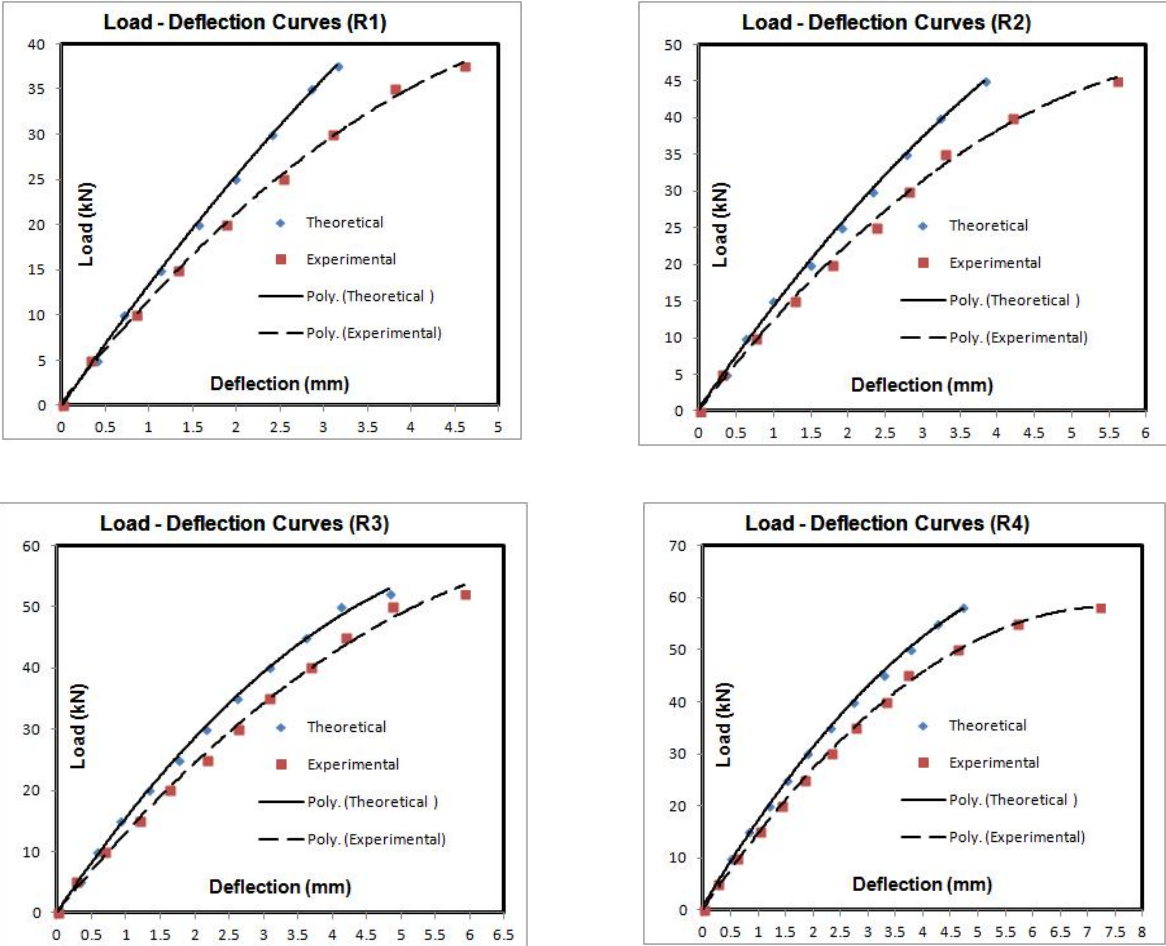 Load - Deflection Curves (R1)
40
35
30
25
20
15
10
5
0
Load (kN)
Theoretical
Experimental
Poly. (Theoretical )
Poly. (Experimental)
Deflection (mm)
0 0.5 1 1.5 2 2.5 3 3.5 4 4.5 5
Load - Deflection Curves (R2)
50
45
40
35
30
25
20
15
10
5
0
Load (kN)
Theoretical
Experimental
Poly. (Theoretical )
Poly. (Experimental)
Deflection (mm)
0 0.5 1 1.5 2 2.5 3 3.5 4 4.5 5 5.5 6
Load - Deflection Curves (R3)
60
50
40
30
20
10
0
Load (kN)
Theoretical
Experimental
Poly. (Theoretical )
Poly. (Experimental)
Deflection (mm)
0 0.5 1 1.5 2 2.5 3 3.5 4 4.5 5 5.5 6 6.5
Load - Deflection Curves (R4)
70
60
50
40
30
20
10
0
Load (kN)
Theoretical
Experimental
Poly. (Theoretical )
Poly. (Experimental)
Deflection (mm)
0 0.5 1 1.5 2 2.5 3 3.5 4 4.5 5 5.5 6 6.5 7 7.5 8